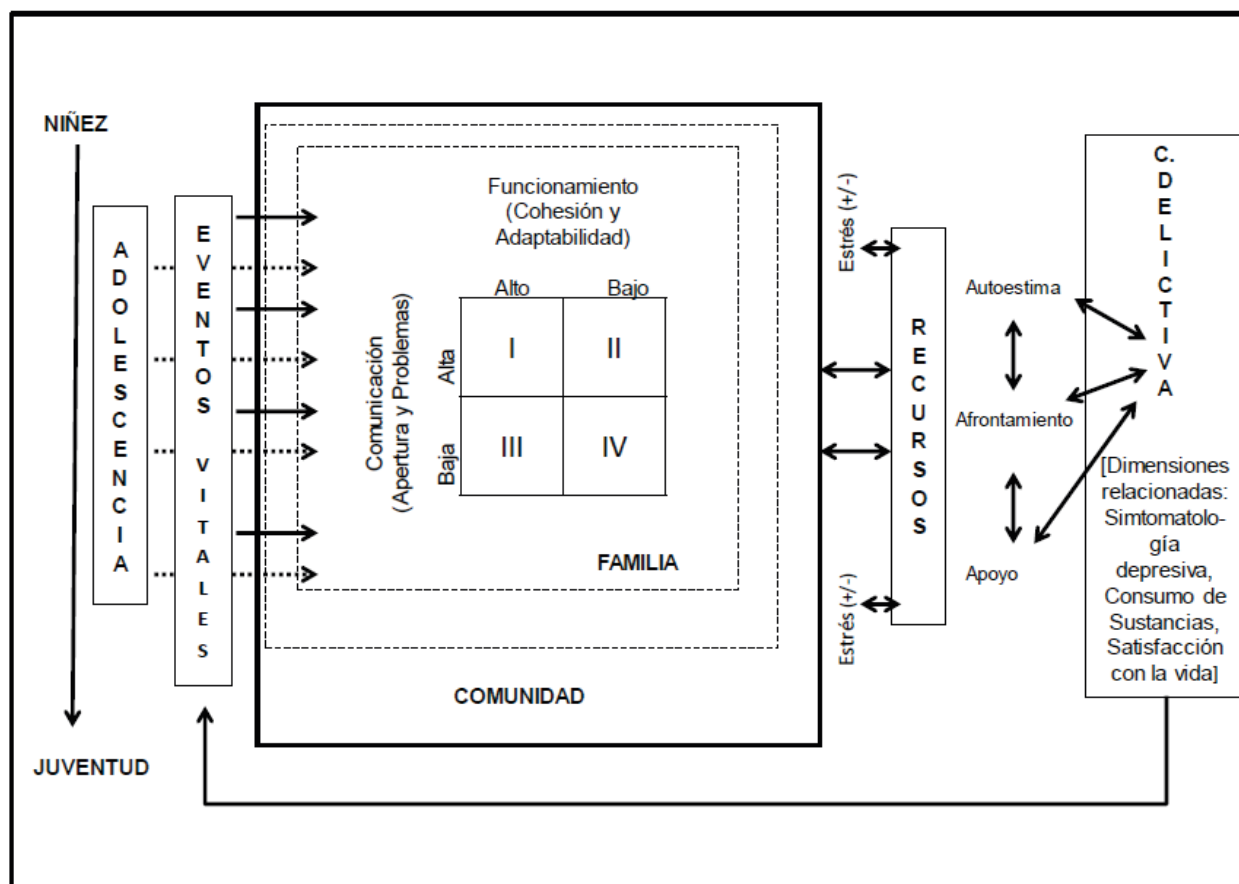 NIÑEZ
JUVENTUD
ADOLESCENCIA
EVENTOS VITALES
Funcionamiento
(Cohesión y
Adaptabilidad)
Alto Bajo
Comunicación
(Apertura y Problemas)
Alta
Baja
I II
III IV
FAMILIA
COMUNIDAD
Estrés (+/-)
Estrés (+/-)
RECURSOS
Autoestima
Afrontamiento
Apoyo
C.
DELICTIVA
[Dimensiones
relacionadas:
Simtomatolo-
gía
depresiva,
Consumo de
Sustancias,
Satisfacción
con la vida]